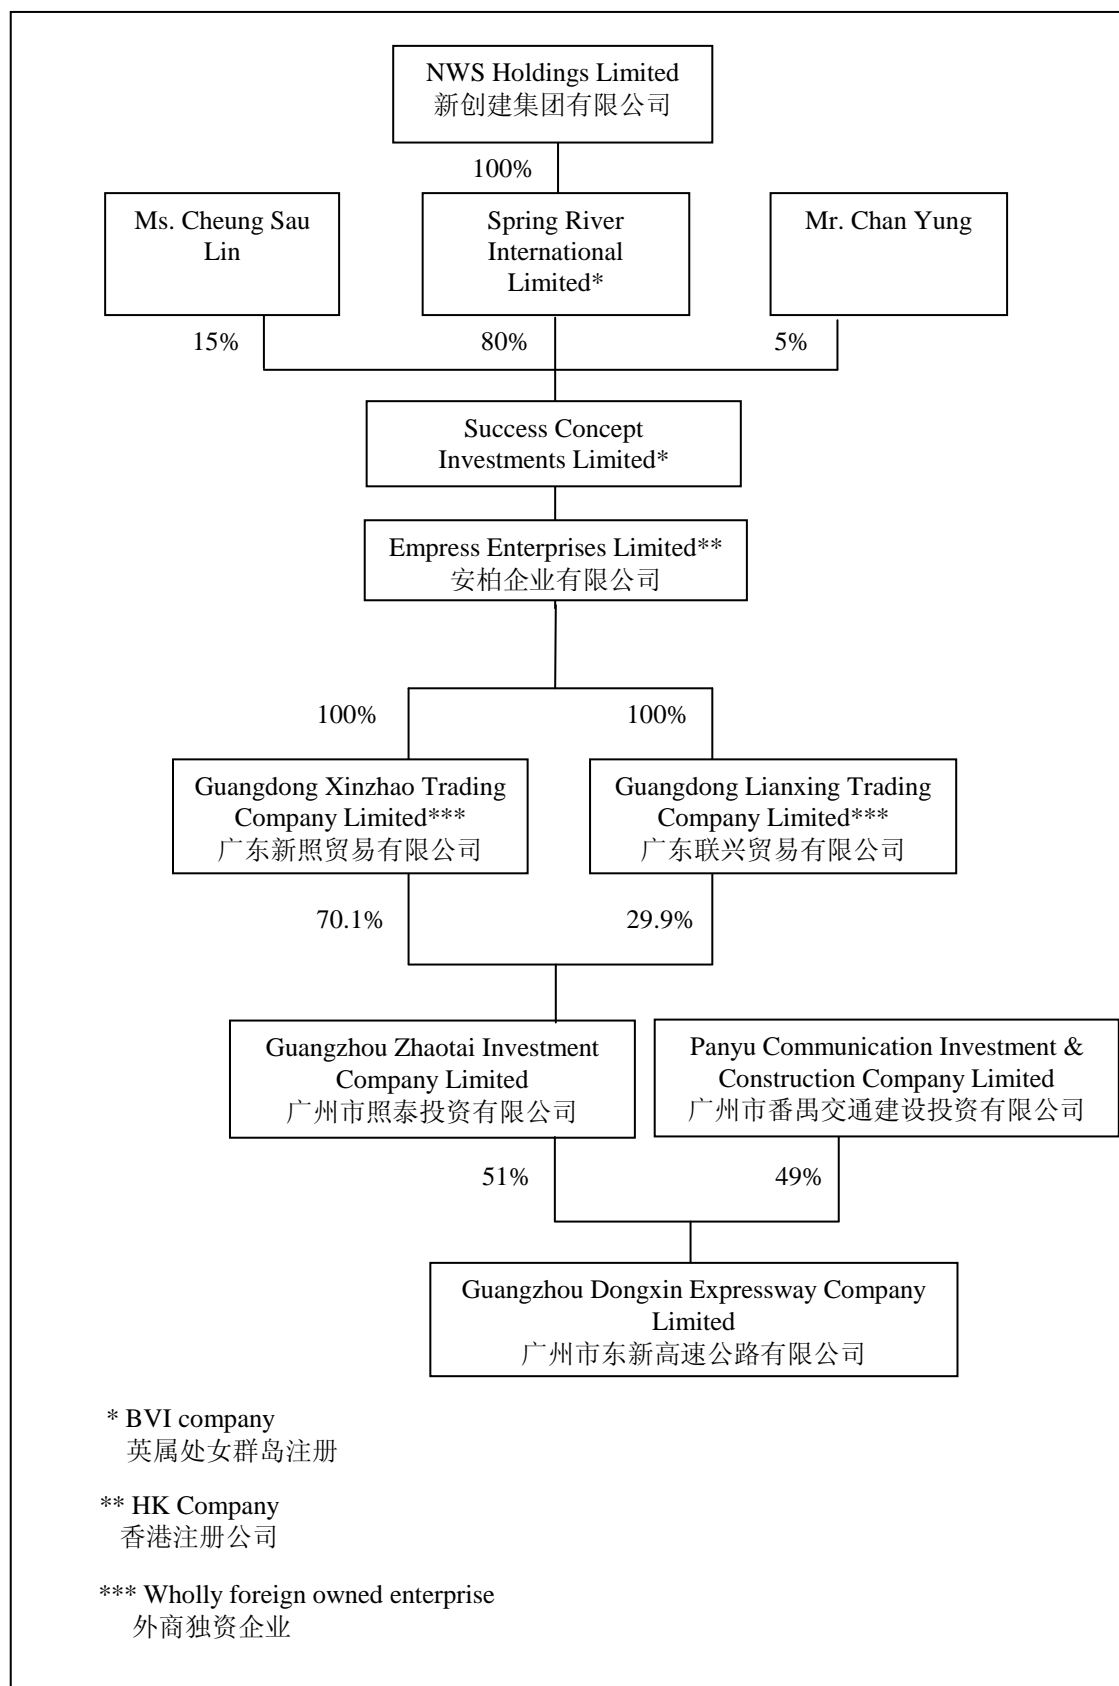 NWS Holdings Limited
新创建集团有限公司
100%
Ms. Cheung Sau
Lin
Spring River
International
Limited*
Mr. Chan Yung
15%
80%
5%
Success Concept
Investments Limited*
Empress Enterprises Limited**
安柏企业有限公司
100%
100%
Guangdong Xinzhao Trading
Company Limited***
广东新照贸易有限公司
Guangdong Lianxing Trading
Company Limited***
广东联兴贸易有限公司
70.1%
29.9%
Guangzhou Zhaotai Investment
Company Limited
广州市照泰投资有限公司
Panyu Communication Investment &
Construction Company Limited
广州市番禺交通建设投资有限公司
51%
49%
Guangzhou Dongxin Expressway Company
Limited
广州市东新高速公路有限公司
* BVI company
英属处女群岛注册
** HK Company
香港注册公司
*** Wholly foreign owned enterprise
外商独资企业